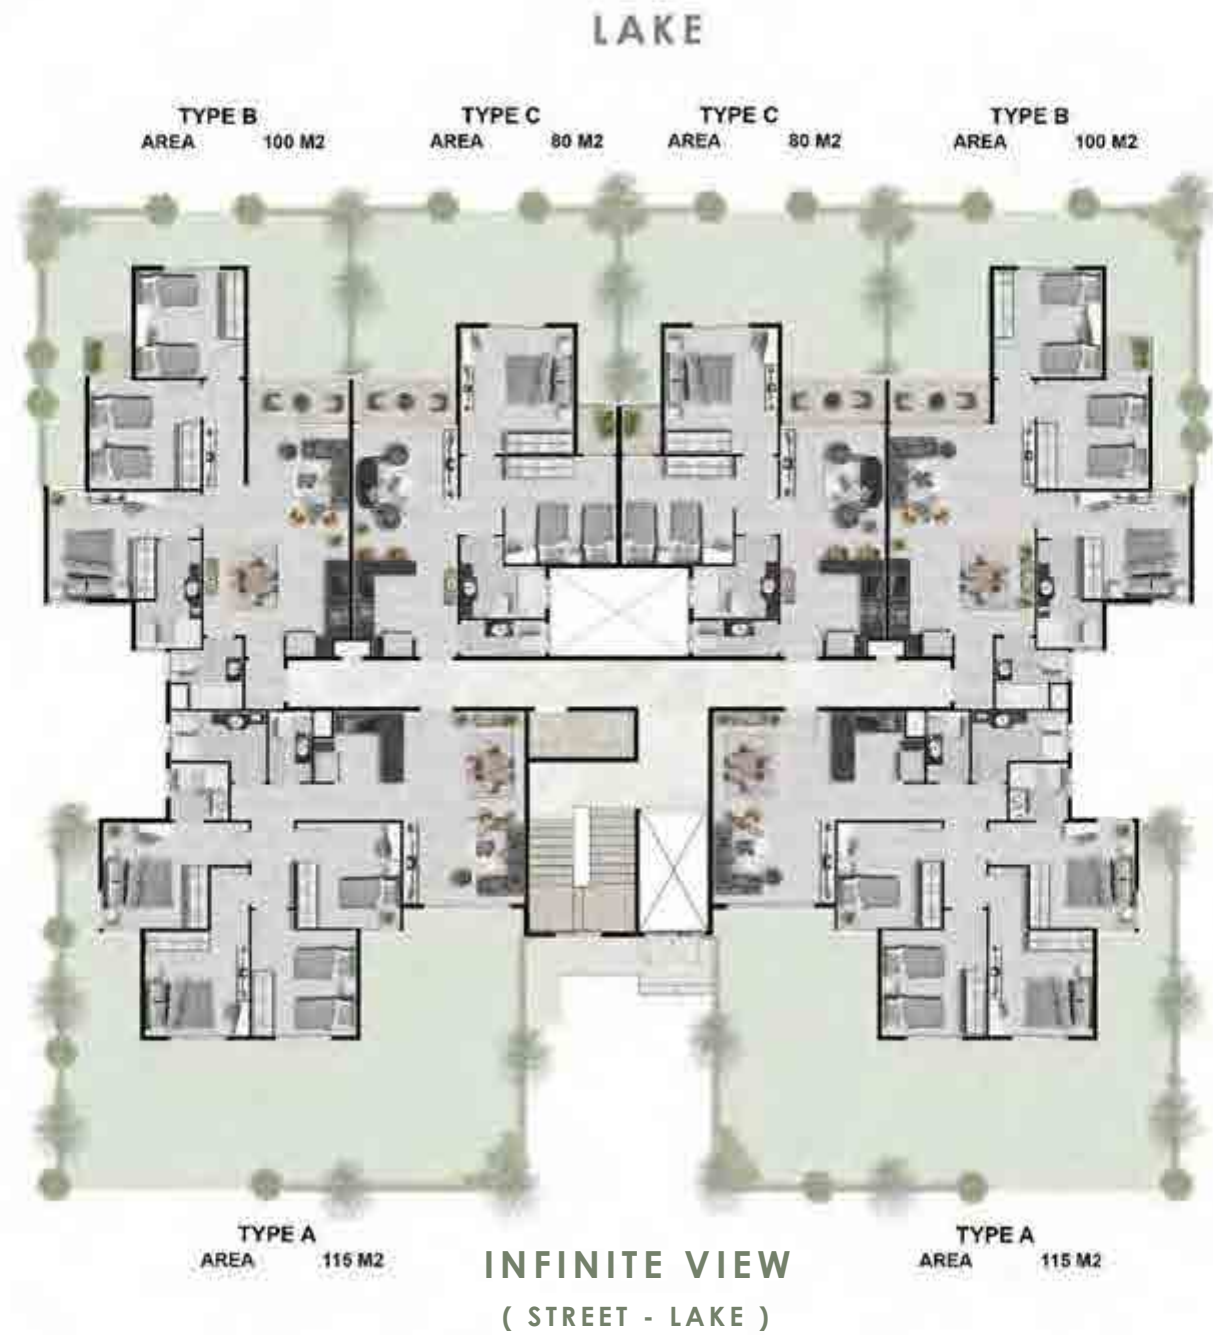 LAKE
TYPE B
AREA 100 M2
TYPE C
AREA 80 M2
TYPE C
AREA 80 M2
TYPE B
AREA 100 M2
TYPE A
AREA 115 M2
TYPE A
AREA 115 M2
INFINITE VIEW
( STREET - LAKE )